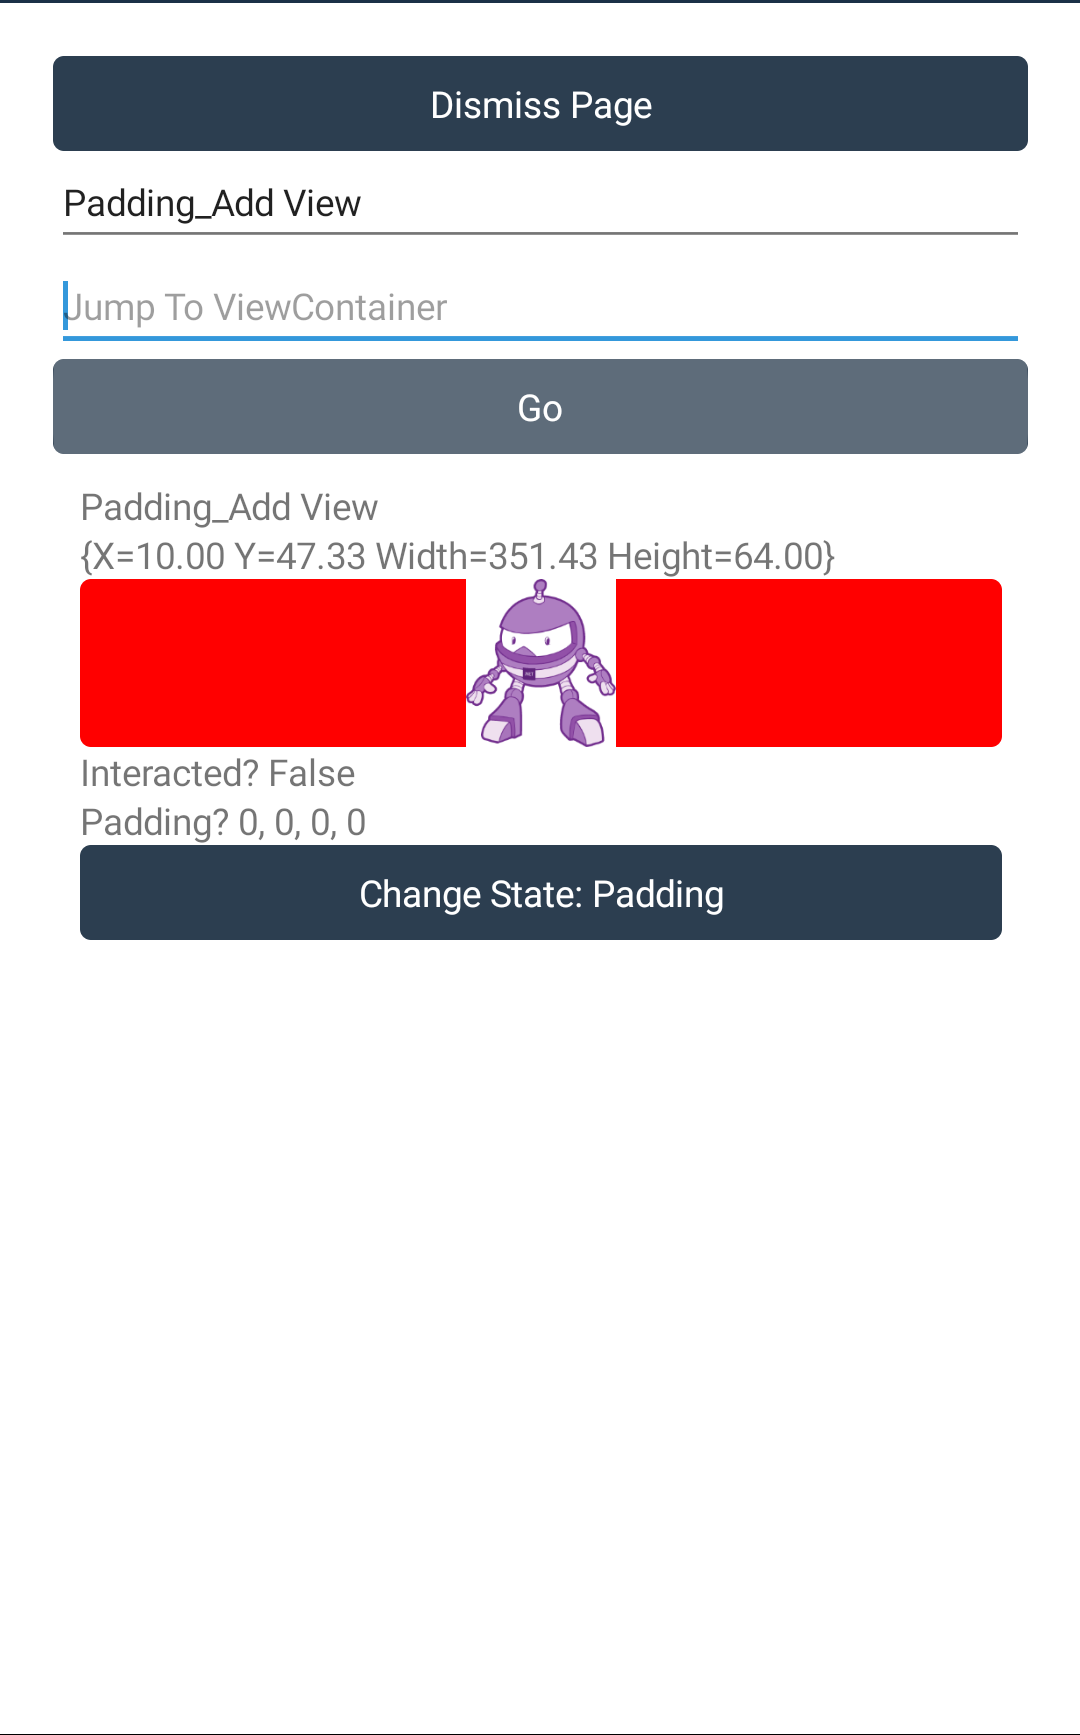 Dismiss Page
Padding_Add View
Jump To ViewContainer
Go
Padding_Add View
{X=10.00 Y=47.33 Width=351.43 Height=64.00}
Interacted? False
Padding? 0, 0, 0, 0
Change State: Padding